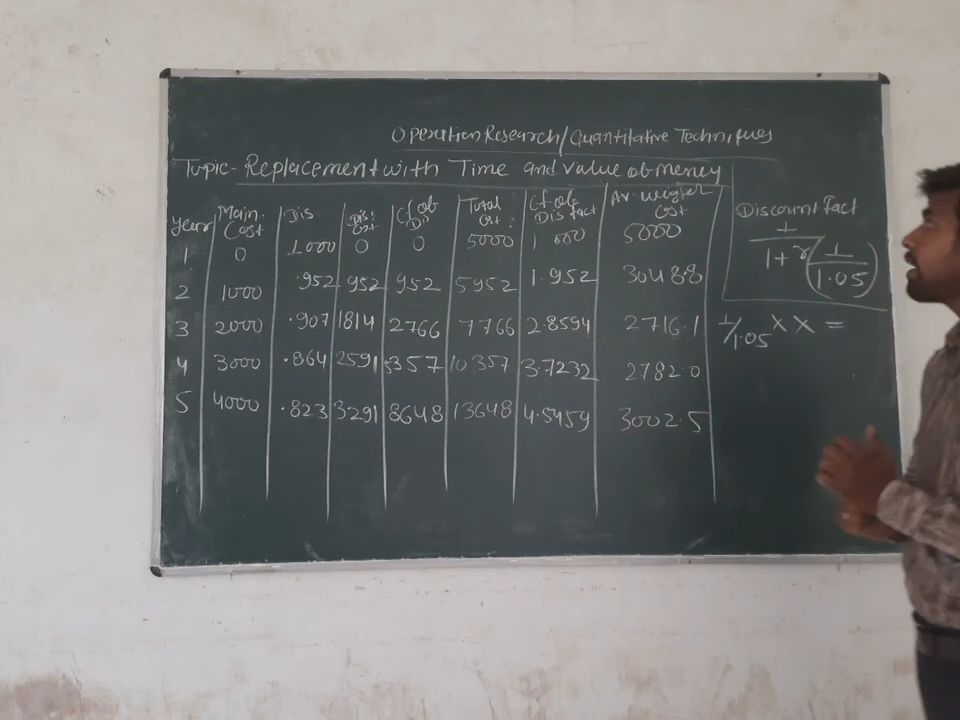 Operation Research/Quantitative Techniques
Topic- Replacement with Time and value of money
Year Main. Cost Dis Dis. Cost Cf ob Dis Total Cost Cf. ob Dis fact Av. weighted Cost
1 0 1.000 0 0 5000 1.000 5000
2 1000 .952 952 952 5952 1.952 3048.8
3 2000 .907 1814 2766 7766 2.8594 2716.1
4 3000 .864 2591 5357 10357 3.7232 2782.0
5 4000 .823 3291 8648 13648 4.5459 3002.5
① Discount fact
1
1+r (1/1.05)
1/1.05 X X =